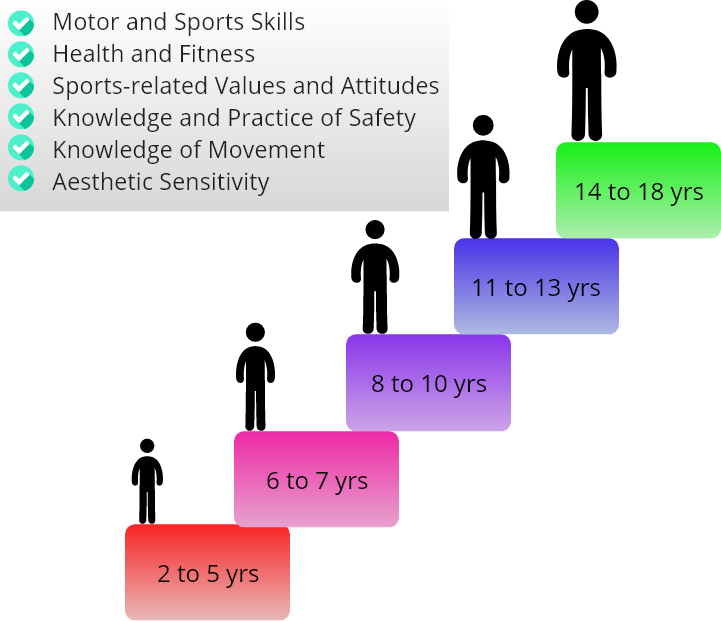 Motor and Sports Skills
Health and Fitness
Sports-related Values and Attitudes
Knowledge and Practice of Safety
Knowledge of Movement
Aesthetic Sensitivity
14 to 18 yrs
11 to 13 yrs
8 to 10 yrs
6 to 7 yrs
2 to 5 yrs